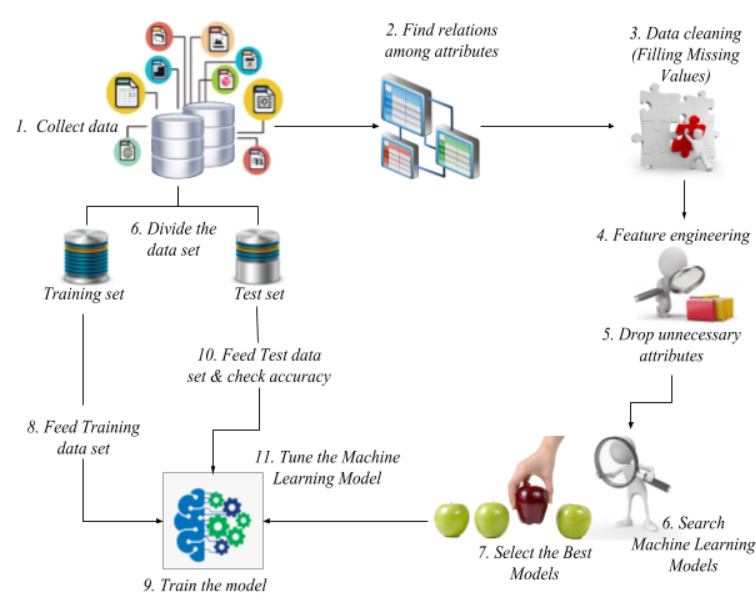 2. Find relations
among attributes
3. Data cleaning
(Filling Missing
Values)
1. Collect data
6. Divide the
data set
4. Feature engineering
Training set
Test set
5. Drop unnecessary
attributes
10. Feed Test data
set & check accuracy
8. Feed Training
data set
11. Tune the Machine
Learning Model
6. Search
Machine Learning
Models
7. Select the Best
Models
9. Train the model